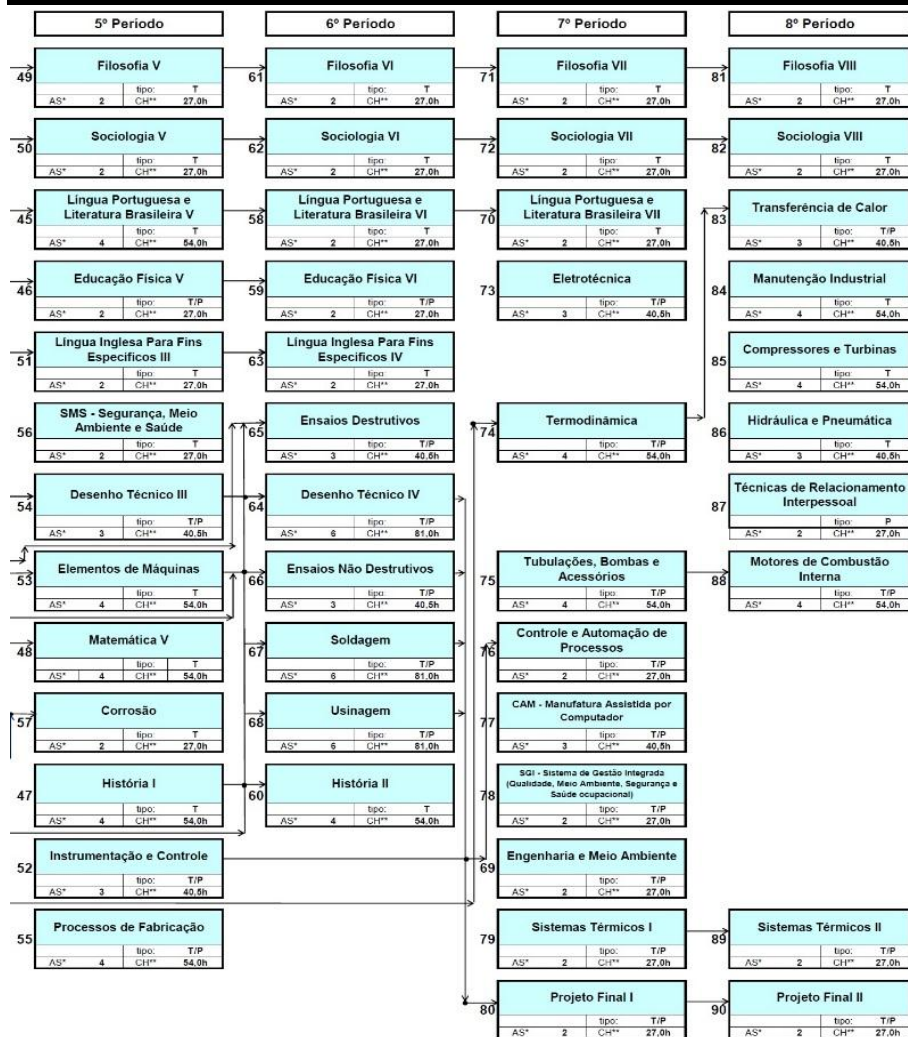 5º Período
6º Período
7º Período
8º Período
49
Filosofia V
tipo: T
AS* 2 CH** 27,0h
61
Filosofia VI
tipo: T
AS* 2 CH** 27,0h
71
Filosofia VII
tipo: T
AS* 2 CH** 27,0h
81
Filosofia VIII
tipo: T
AS* 2 CH** 27,0h
50
Sociologia V
tipo: T
AS* 2 CH** 27,0h
62
Sociologia VI
tipo: T
AS* 2 CH** 27,0h
72
Sociologia VII
tipo: T
AS* 2 CH** 27,0h
82
Sociologia VIII
tipo: T
AS* 2 CH** 27,0h
45
Língua Portuguesa e
Literatura Brasileira V
tipo: T
AS* 4 CH** 54,0h
58
Língua Portuguesa e
Literatura Brasileira VI
tipo: T
AS* 2 CH** 27,0h
70
Língua Portuguesa e
Literatura Brasileira VII
tipo: T
AS* 2 CH** 27,0h
83
Transferência de Calor
tipo: T/P
AS* 3 CH** 40,5h
46
Educação Física V
tipo: T/P
AS* 2 CH** 27,0h
59
Educação Física VI
tipo: T/P
AS* 2 CH** 27,0h
73
Eletrotécnica
tipo: T/P
AS* 3 CH** 40,5h
84
Manutenção Industrial
tipo: T
AS* 4 CH** 54,0h
51
Língua Inglesa Para Fins
Específicos III
tipo: T
AS* 2 CH** 27,0h
63
Língua Inglesa Para Fins
Específicos IV
tipo: T
AS* 2 CH** 27,0h
85
Compressores e Turbinas
tipo: T
AS* 4 CH** 54,0h
56
SMS - Segurança, Meio
Ambiente e Saúde
tipo: T
AS* 2 CH** 27,0h
65
Ensaios Destrutivos
tipo: T/P
AS* 3 CH** 40,5h
74
Termodinâmica
tipo: T/P
AS* 4 CH** 54,0h
86
Hidráulica e Pneumática
tipo: T
AS* 3 CH** 40,5h
54
Desenho Técnico III
tipo: T/P
AS* 3 CH** 40,5h
64
Desenho Técnico IV
tipo: T/P
AS* 6 CH** 81,0h
87
Técnicas de Relacionamento
Interpessoal
tipo: P
AS* 2 CH** 27,0h
53
Elementos de Máquinas
tipo: T
AS* 4 CH** 54,0h
66
Ensaios Não Destrutivos
tipo: T/P
AS* 3 CH** 40,5h
75
Tubulações, Bombas e
Acessórios
tipo: T/P
AS* 4 CH** 54,0h
88
Motores de Combustão
Interna
tipo: T/P
AS* 4 CH** 54,0h
48
Matemática V
tipo: T
AS* 4 CH** 54,0h
67
Soldagem
tipo: T/P
AS* 6 CH** 81,0h
76
Controle e Automação de
Processos
tipo: T/P
AS* 2 CH** 27,0h
57
Corrosão
tipo: T
AS* 2 CH** 27,0h
68
Usinagem
tipo: T/P
AS* 6 CH** 81,0h
77
CAM - Manufatura Assistida por
Computador
tipo: T/P
AS* 3 CH** 40,5h
47
História I
tipo: T
AS* 4 CH** 54,0h
60
História II
tipo: T
AS* 4 CH** 54,0h
78
SGI - Sistema de Gestão Integrada
(Qualidade, Meio Ambiente, Segurança e
Saúde ocupacional)
tipo: T/P
AS* 2 CH** 27,0h
52
Instrumentação e Controle
tipo: T/P
AS* 3 CH** 40,5h
69
Engenharia e Meio Ambiente
tipo: T/P
AS* 2 CH** 27,0h
55
Processos de Fabricação
tipo: T/P
AS* 4 CH** 54,0h
79
Sistemas Térmicos I
tipo: T/P
AS* 2 CH** 27,0h
89
Sistemas Térmicos II
tipo: T/P
AS* 2 CH** 27,0h
80
Projeto Final I
tipo: T/P
AS* 2 CH** 27,0h
90
Projeto Final II
tipo: T/P
AS* 2 CH** 27,0h